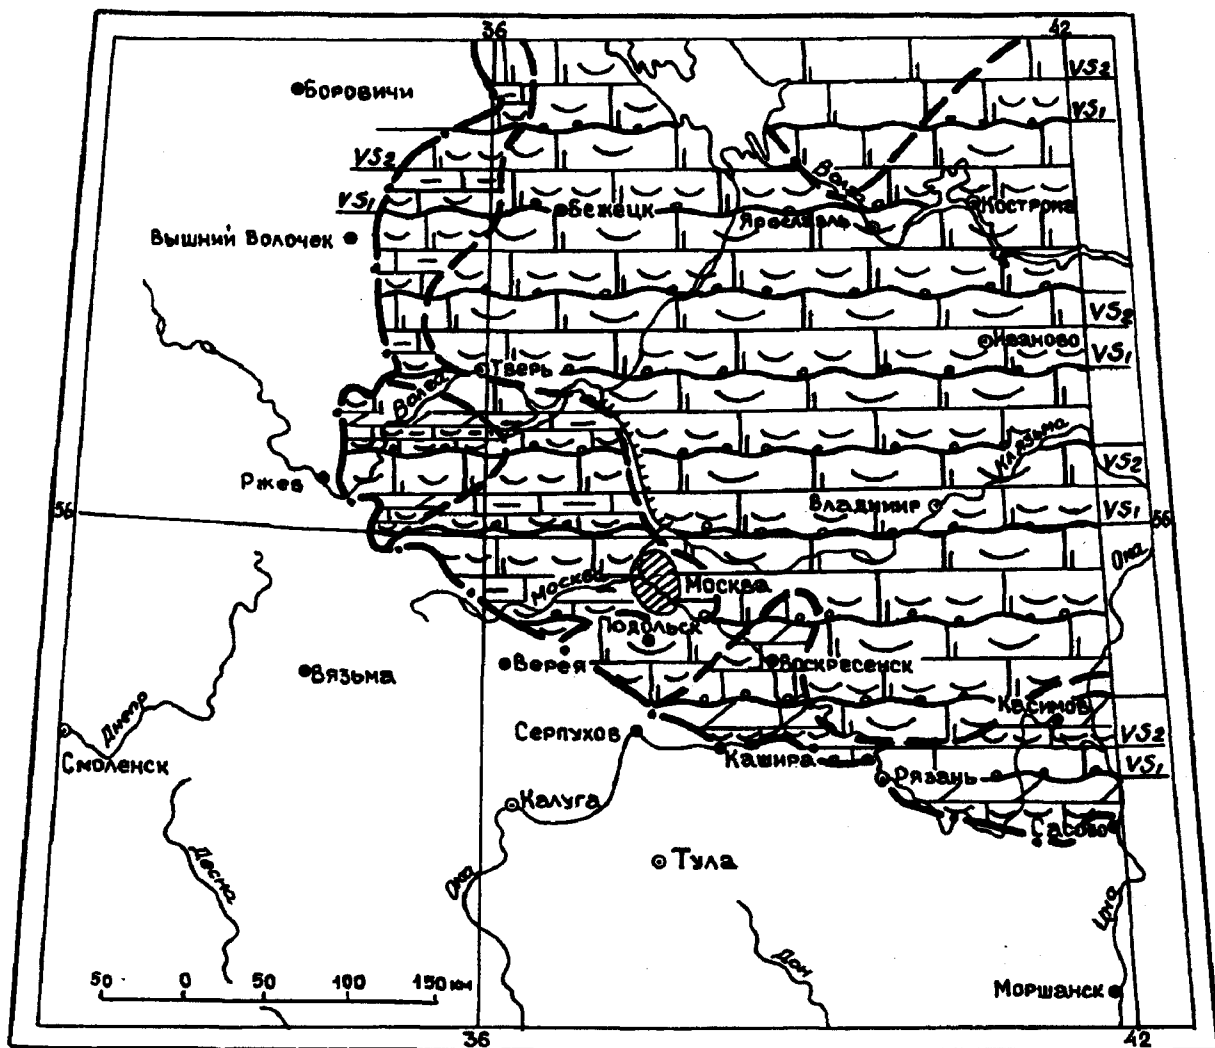 36
42
VS2
Боровичи
VS1
VS2
Волга
VS1
Бежецк
Кострома
Ярославль
Вышний Волочек
VS2
Иваново
VS1
Тверь
Волга
Клязьма
VS2
Ржев
Владимир
VS1
56
56
Ока
Москва
Москва
Подольск
Верея
Воскресенск
Вязьма
Касимов
Днепр
Серпухов
VS2
Смоленск
Кашира
VS1
Рязань
Калуга
Сасово
Тула
Десна
Ока
Цна
Дон
50 0 50 100 150 км
Моршанск
36
42